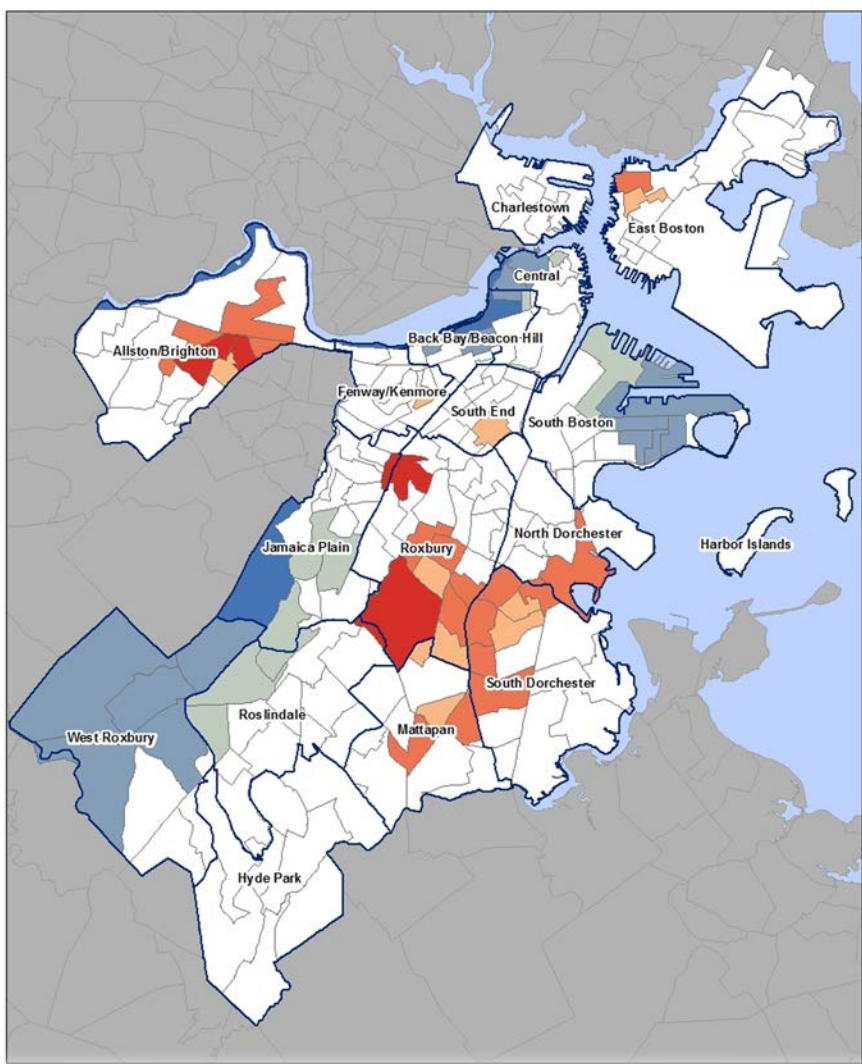 Charlestown
East Boston
Central
Allston/Brighton
Back Bay/Beacon Hill
Fenway/Kenmore
South End
South Boston
North Dorchester
Harbor Islands
Jamaica Plain
Roxbury
South Dorchester
West Roxbury
Roslindale
Mattapan
Hyde Park